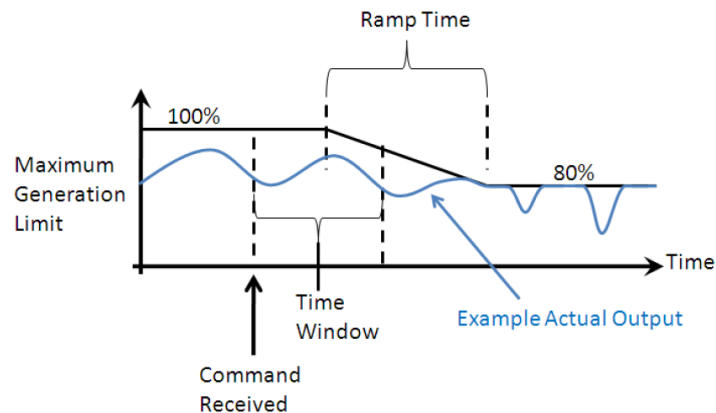 Ramp Time
100%
Maximum
Generation
Limit
80%
Time
Time
Window
Example Actual Output
Command
Received